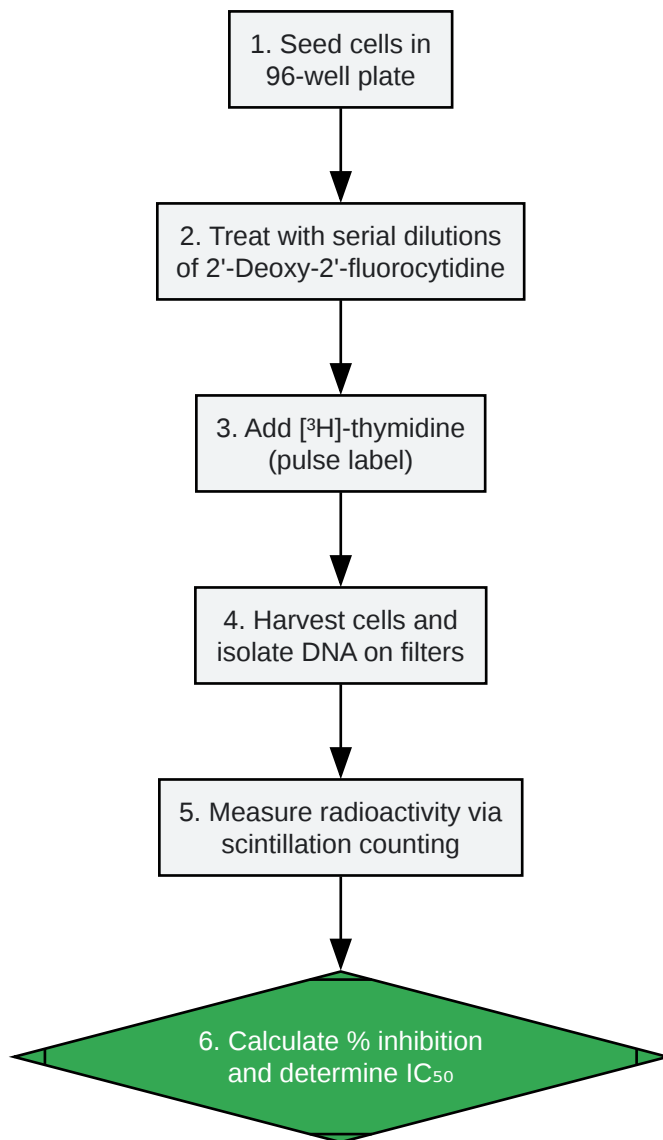 1. Seed cells in
96-well plate
2. Treat with serial dilutions
of 2'-Deoxy-2'-fluorocytidine
3. Add [³H]-thymidine
(pulse label)
4. Harvest cells and
isolate DNA on filters
5. Measure radioactivity via
scintillation counting
6. Calculate % inhibition
and determine IC₅₀